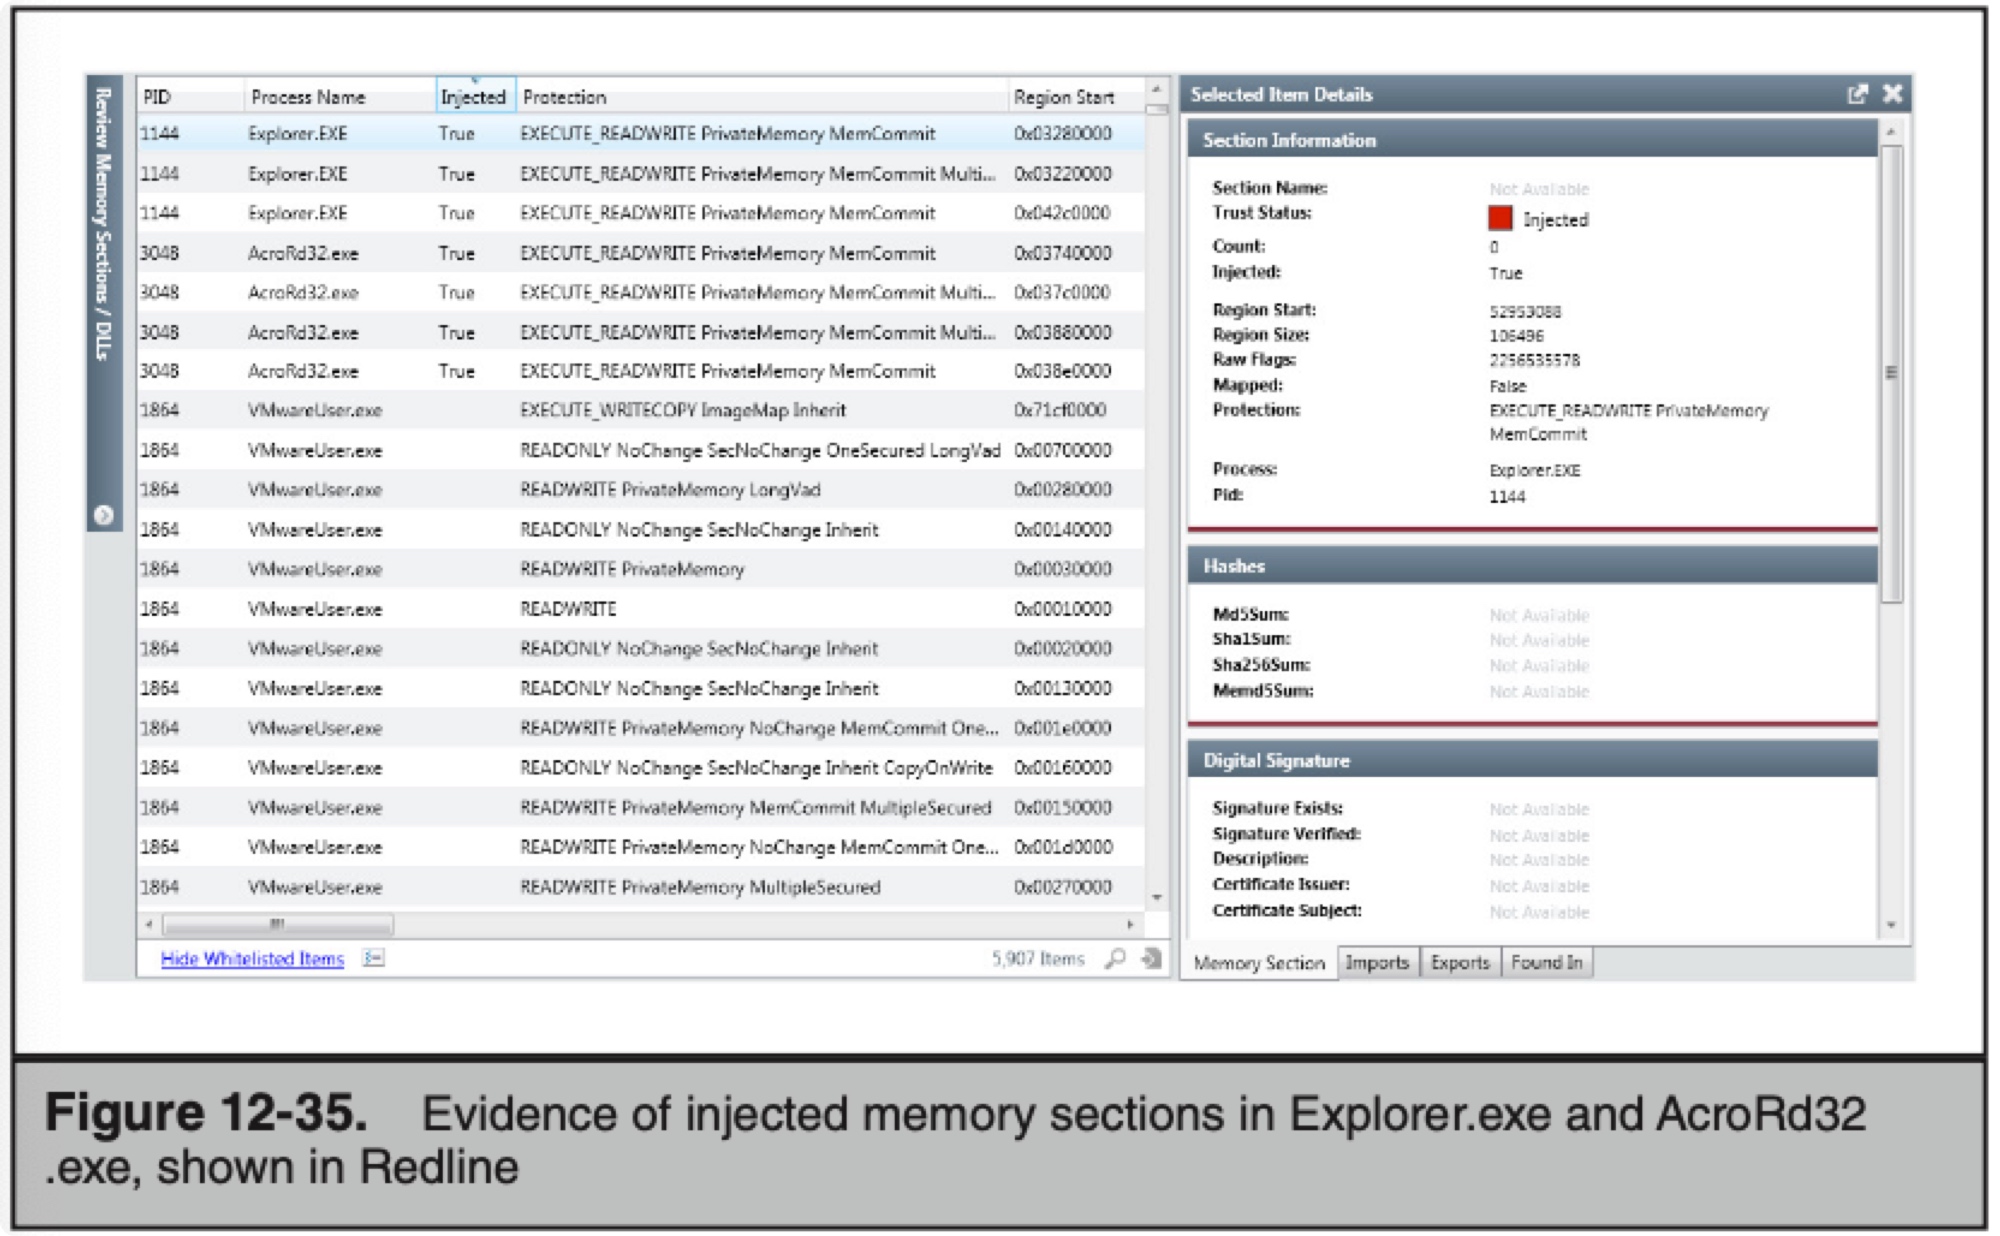 Review Memory Sections / DLLs
PID Process Name Injected Protection Region Start
1144 Explorer.EXE True EXECUTE_READWRITE PrivateMemory MemCommit 0x03280000
1144 Explorer.EXE True EXECUTE_READWRITE PrivateMemory MemCommit Multi... 0x03220000
1144 Explorer.EXE True EXECUTE_READWRITE PrivateMemory MemCommit 0x042c0000
3048 AcroRd32.exe True EXECUTE_READWRITE PrivateMemory MemCommit 0x03740000
3048 AcroRd32.exe True EXECUTE_READWRITE PrivateMemory MemCommit Multi... 0x037c0000
3048 AcroRd32.exe True EXECUTE_READWRITE PrivateMemory MemCommit Multi... 0x03880000
3048 AcroRd32.exe True EXECUTE_READWRITE PrivateMemory MemCommit 0x038e0000
1864 VMwareUser.exe EXECUTE_WRITECOPY ImageMap Inherit 0x71cf0000
1864 VMwareUser.exe READONLY NoChange SecNoChange OneSecured LongVad 0x00700000
1864 VMwareUser.exe READWRITE PrivateMemory LongVad 0x00280000
1864 VMwareUser.exe READONLY NoChange SecNoChange Inherit 0x00140000
1864 VMwareUser.exe READWRITE PrivateMemory 0x00030000
1864 VMwareUser.exe READWRITE 0x00010000
1864 VMwareUser.exe READONLY NoChange SecNoChange Inherit 0x00020000
1864 VMwareUser.exe READONLY NoChange SecNoChange Inherit 0x00130000
1864 VMwareUser.exe READWRITE PrivateMemory NoChange MemCommit One... 0x001e0000
1864 VMwareUser.exe READONLY NoChange SecNoChange Inherit CopyOnWrite 0x00160000
1864 VMwareUser.exe READWRITE PrivateMemory MemCommit MultipleSecured 0x00150000
1864 VMwareUser.exe READWRITE PrivateMemory NoChange MemCommit One... 0x001d0000
1864 VMwareUser.exe READWRITE PrivateMemory MultipleSecured 0x00270000
Hide Whitelisted Items 5,907 Items
Selected Item Details
Section Information
Section Name: Not Available
Trust Status: Injected
Count: 0
Injected: True
Region Start: 52953088
Region Size: 106496
Raw Flags: 2256535578
Mapped: False
Protection: EXECUTE_READWRITE PrivateMemory
MemCommit
Process: Explorer.EXE
Pid: 1144
Hashes
Md5Sum: Not Available
Sha1Sum: Not Available
Sha256Sum: Not Available
Memd5Sum: Not Available
Digital Signature
Signature Exists: Not Available
Signature Verified: Not Available
Description: Not Available
Certificate Issuer: Not Available
Certificate Subject: Not Available
Memory Section Imports Exports Found In
Figure 12-35. Evidence of injected memory sections in Explorer.exe and AcroRd32
.exe, shown in Redline